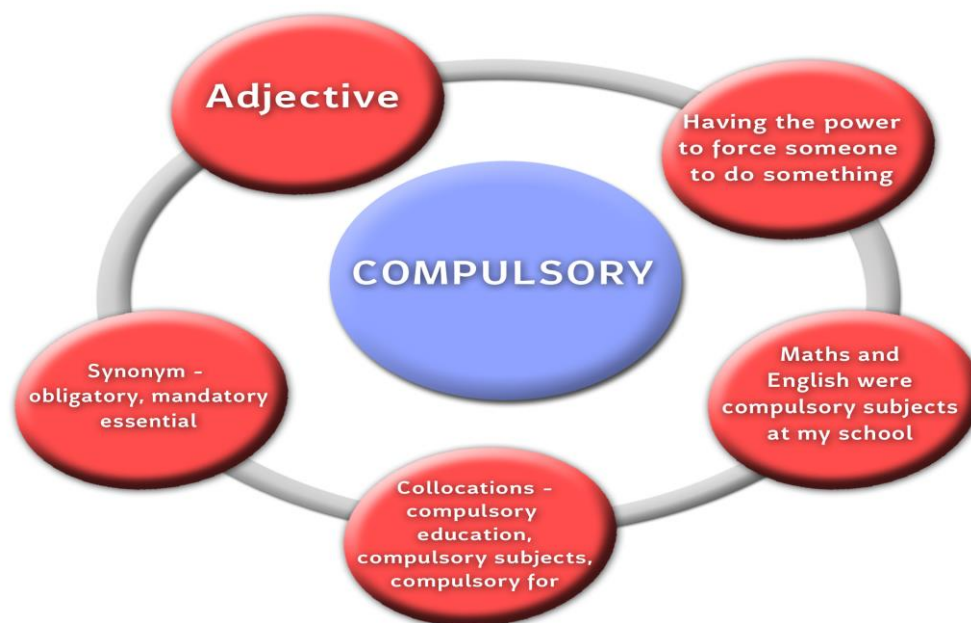 Adjective
Having the power
to force someone
to do something
COMPULSORY
Maths and
English were
compulsory subjects
at my school
Synonym -
obligatory, mandatory
essential
Collocations -
compulsory
education,
compulsory subjects,
compulsory for